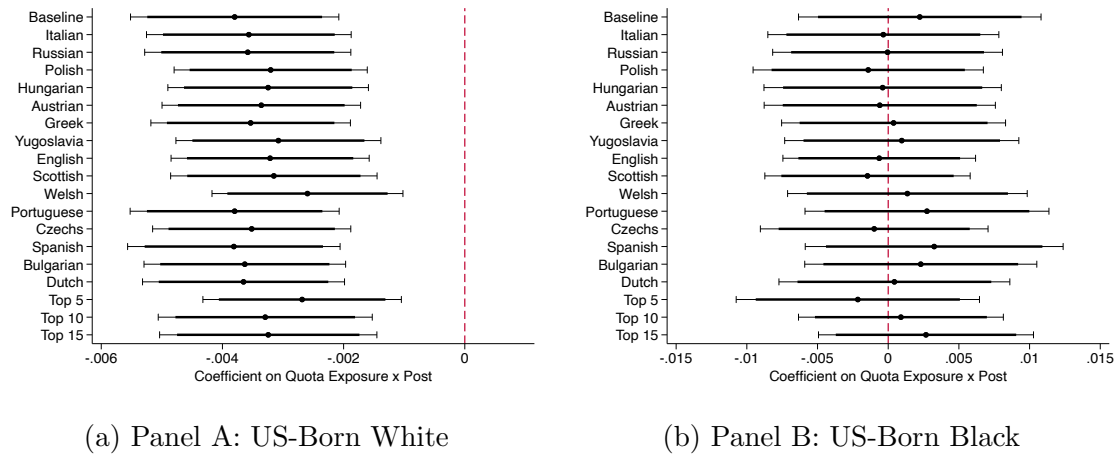 Baseline
Italian
Russian
Polish
Hungarian
Austrian
Greek
Yugoslavia
English
Scottish
Welsh
Portuguese
Czechs
Spanish
Bulgarian
Dutch
Top 5
Top 10
Top 15
-.006 -.004 -.002 0
Coefficient on Quota Exposure x Post
(a) Panel A: US-Born White
Baseline
Italian
Russian
Polish
Hungarian
Austrian
Greek
Yugoslavia
English
Scottish
Welsh
Portuguese
Czechs
Spanish
Bulgarian
Dutch
Top 5
Top 10
Top 15
-.015 -.01 -.005 0 .005 .01 .015
Coefficient on Quota Exposure x Post
(b) Panel B: US-Born Black